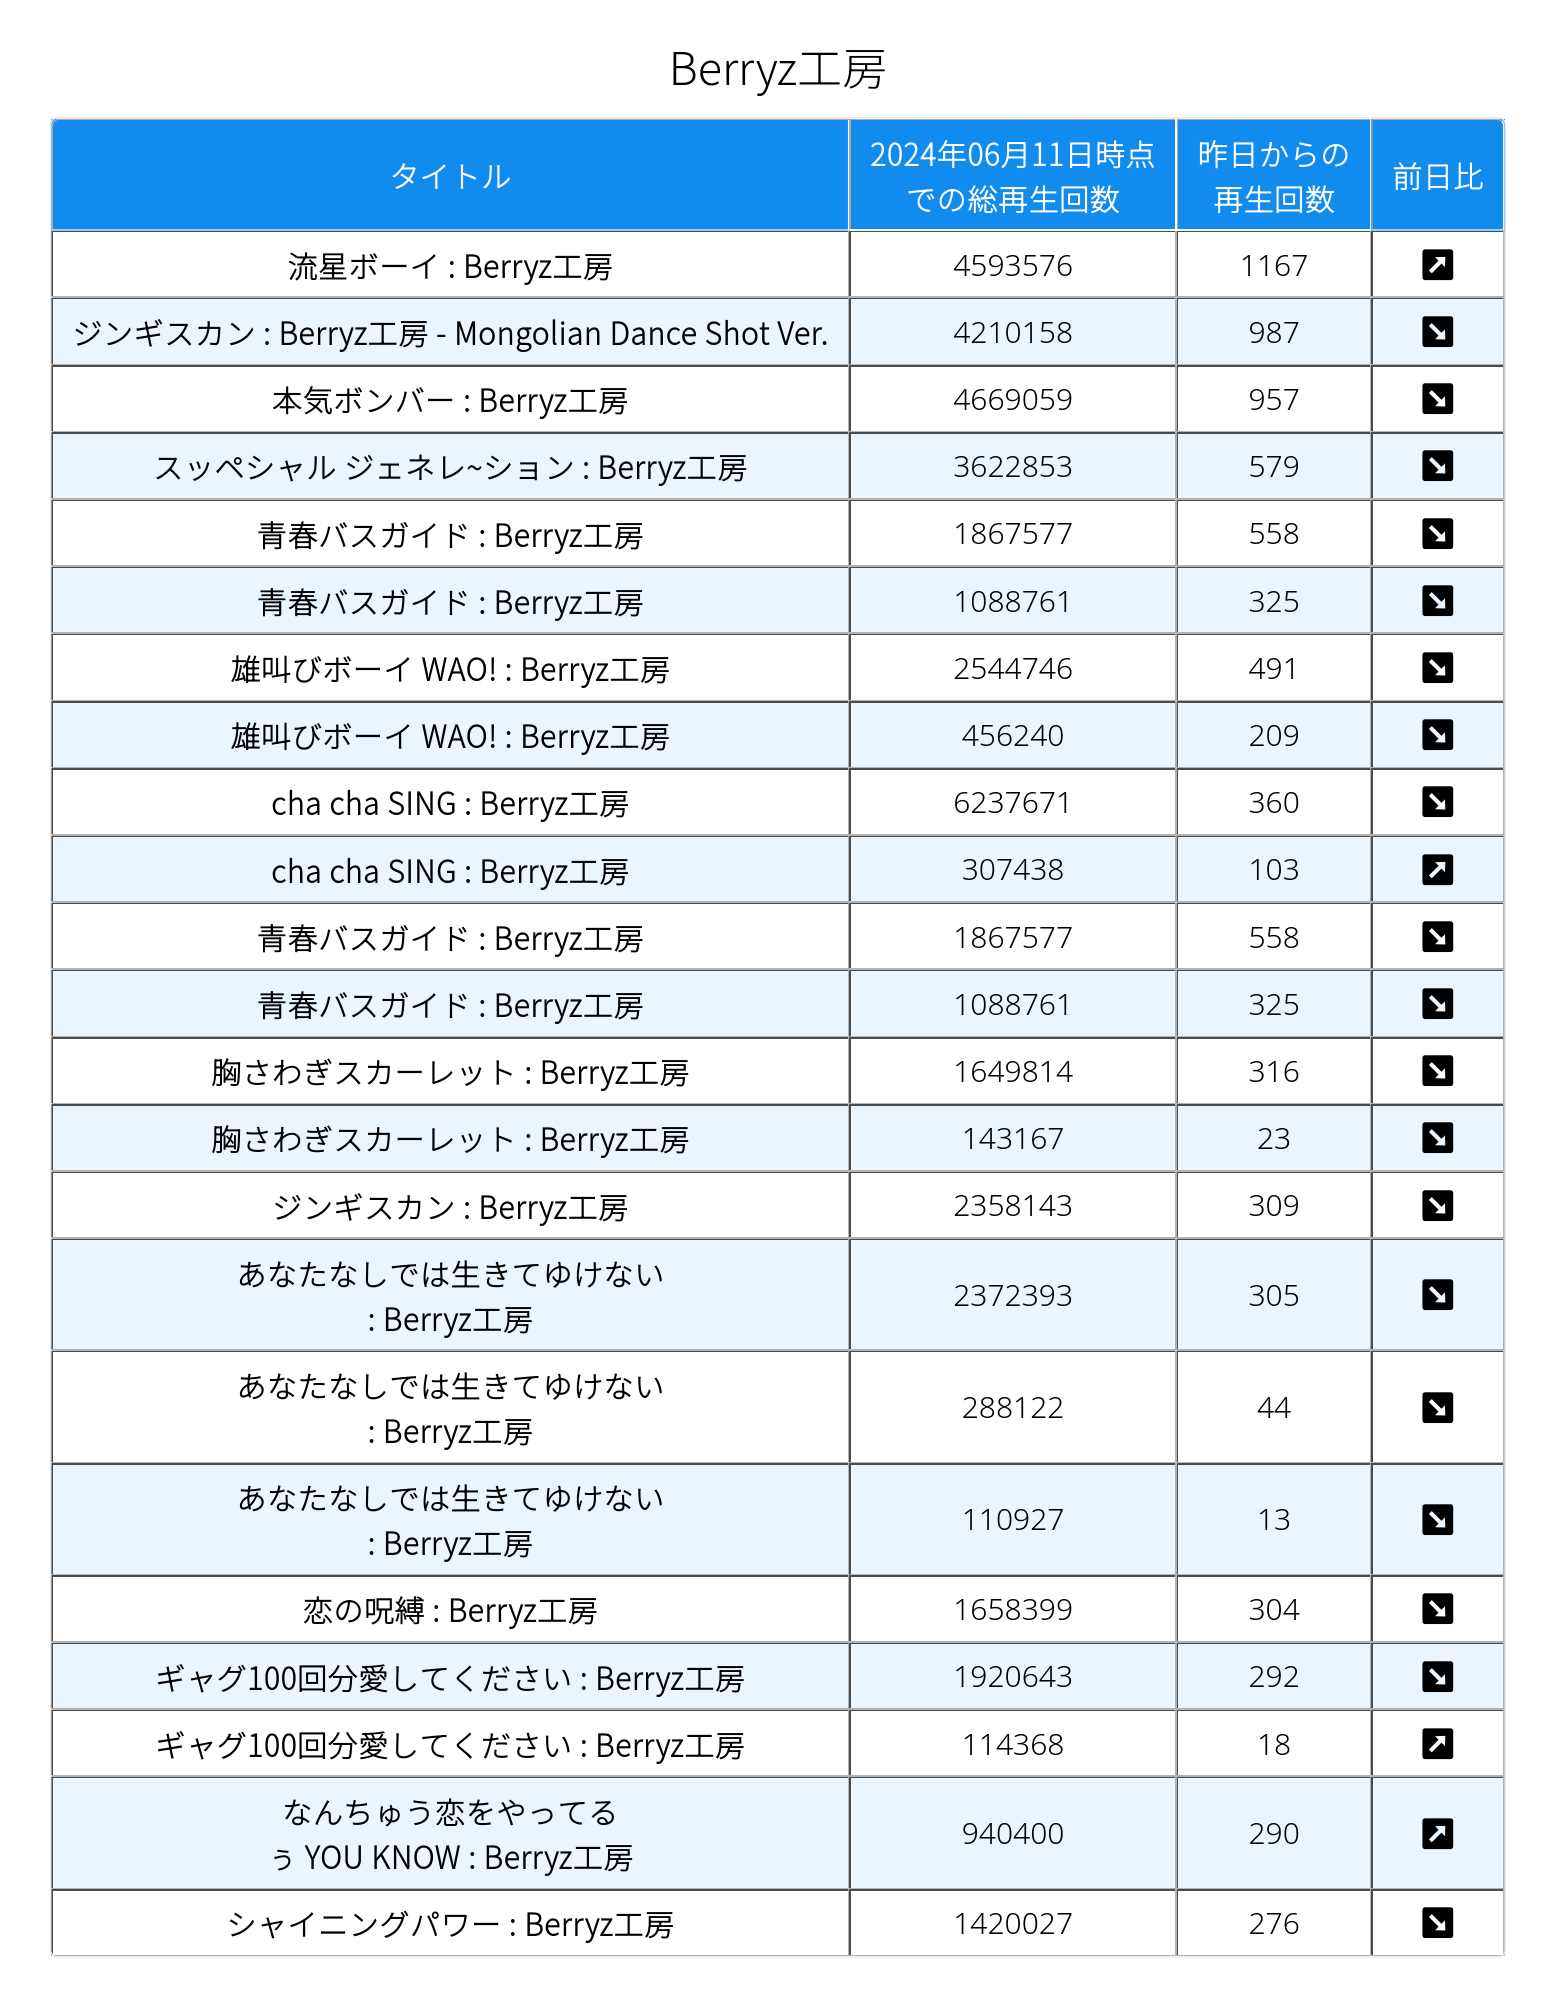 Berryz工房
タイトル
2024年06月11日時点
での総再生回数
昨日からの
再生回数
前日比
流星ボーイ : Berryz工房 4593576 1167
ジンギスカン : Berryz工房 - Mongolian Dance Shot Ver. 4210158 987
本気ボンバー : Berryz工房 4669059 957
スッペシャル ジェネレ~ション : Berryz工房 3622853 579
青春バスガイド : Berryz工房 1867577 558
青春バスガイド : Berryz工房 1088761 325
雄叫びボーイ WAO! : Berryz工房 2544746 491
雄叫びボーイ WAO! : Berryz工房 456240 209
cha cha SING : Berryz工房 6237671 360
cha cha SING : Berryz工房 307438 103
青春バスガイド : Berryz工房 1867577 558
青春バスガイド : Berryz工房 1088761 325
胸さわぎスカーレット : Berryz工房 1649814 316
胸さわぎスカーレット : Berryz工房 143167 23
ジンギスカン : Berryz工房 2358143 309
あなたなしでは生きてゆけない
: Berryz工房 2372393 305
あなたなしでは生きてゆけない
: Berryz工房 288122 44
あなたなしでは生きてゆけない
: Berryz工房 110927 13
恋の呪縛 : Berryz工房 1658399 304
ギャグ100回分愛してください : Berryz工房 1920643 292
ギャグ100回分愛してください : Berryz工房 114368 18
なんちゅう恋をやってる
ぅ YOU KNOW : Berryz工房 940400 290
シャイニングパワー : Berryz工房 1420027 276